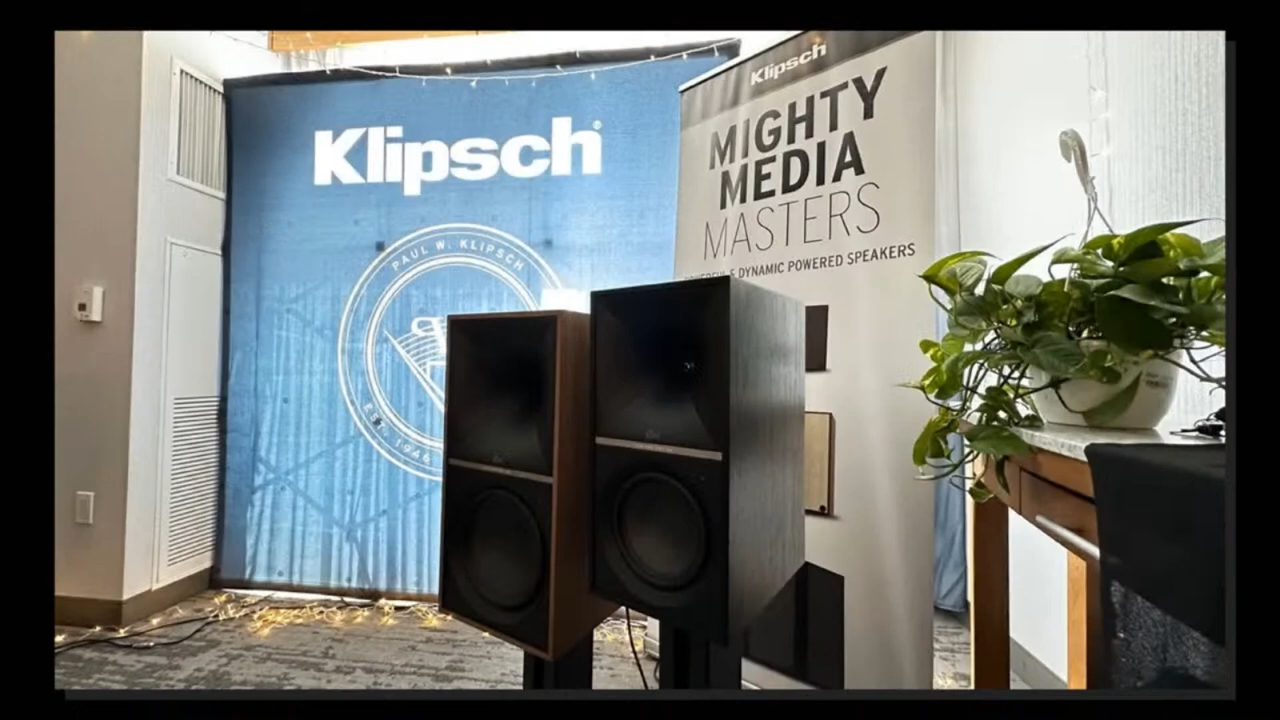 Klipsch
PAUL W. KLIPSCH
EST. 1946
Klipsch
MIGHTY
MEDIA
MASTERS
& DYNAMIC POWERED SPEAKERS